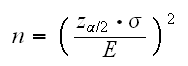 n = ( z_{α/2} • σ / E )²